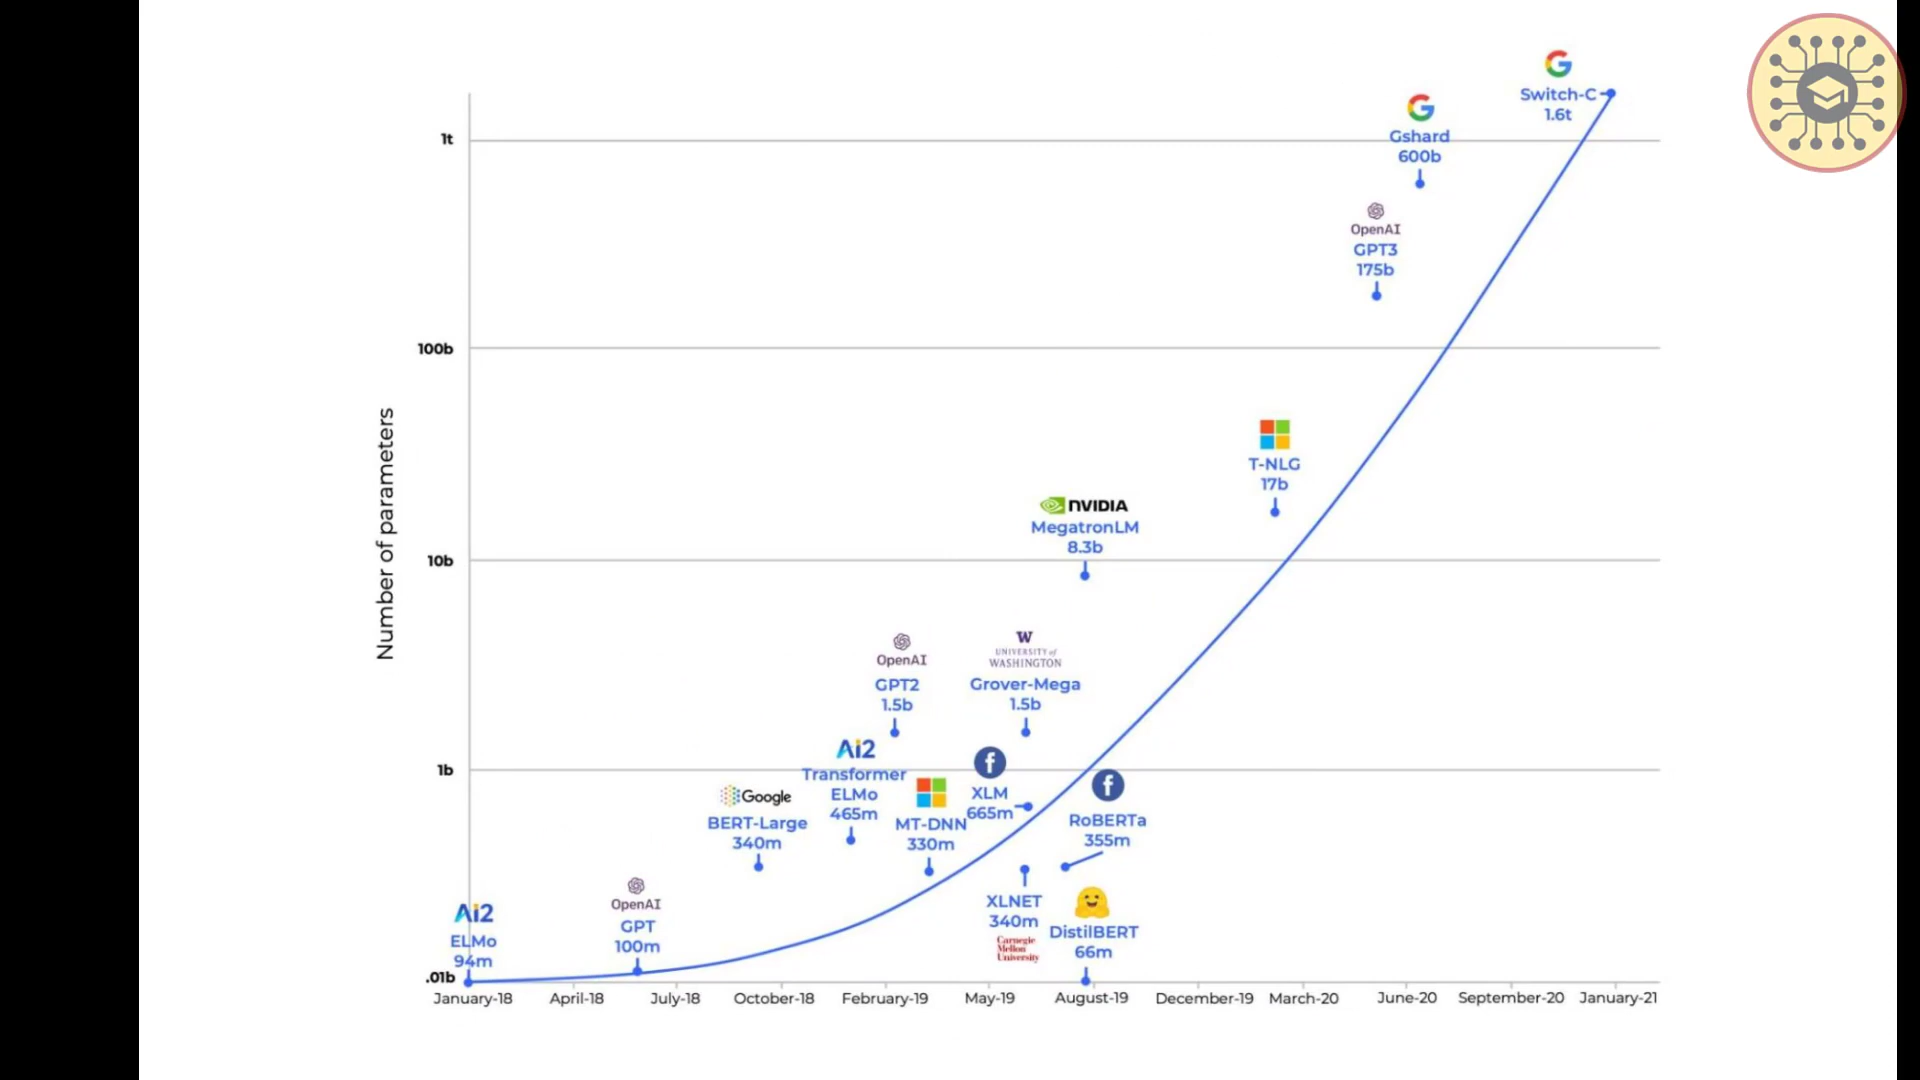 Switch-C
1.6t
Gshard
600b
1t
OpenAI
GPT3
175b
100b
T-NLG
17b
NVIDIA
MegatronLM
8.3b
10b
Number of parameters
OpenAI
GPT2
1.5b
W
UNIVERSITY of
WASHINGTON
Grover-Mega
1.5b
Ai2
Transformer
ELMo
465m
1b
XLM
665m
Google
BERT-Large
340m
MT-DNN
330m
RoBERTa
355m
OpenAI
GPT
100m
XLNET
340m
Carnegie
Mellon
University
DistilBERT
66m
Ai2
ELMo
94m
.01b
January-18 April-18 July-18 October-18 February-19 May-19 August-19 December-19 March-20 June-20 September-20 January-21